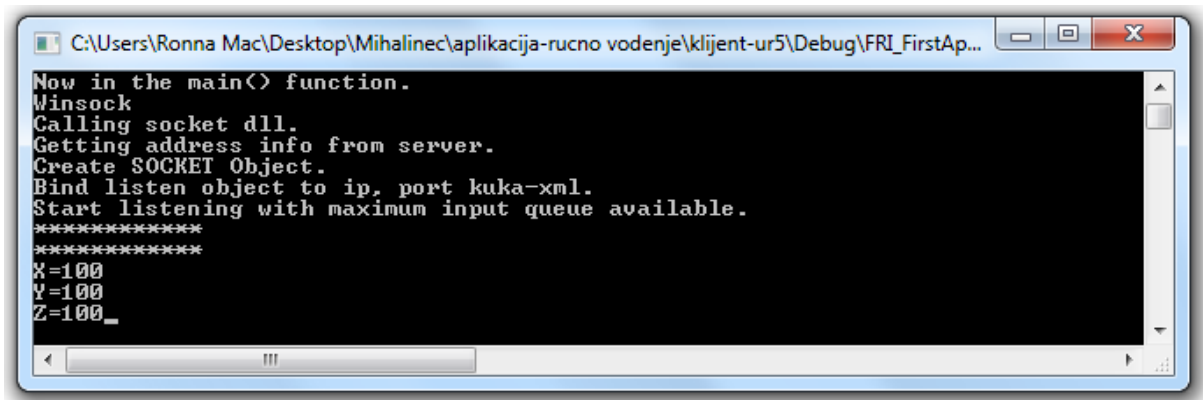 C:\Users\Ronna Mac\Desktop\Mihalinec\aplikacija-rucno vodenje\klijent-ur5\Debug\FRI_FirstAp...
Now in the main() function.
Winsock
Calling socket dll.
Getting address info from server.
Create SOCKET Object.
Bind listen object to ip, port kuka-xml.
Start listening with maximum input queue available.
************
************
X=100
Y=100
Z=100_